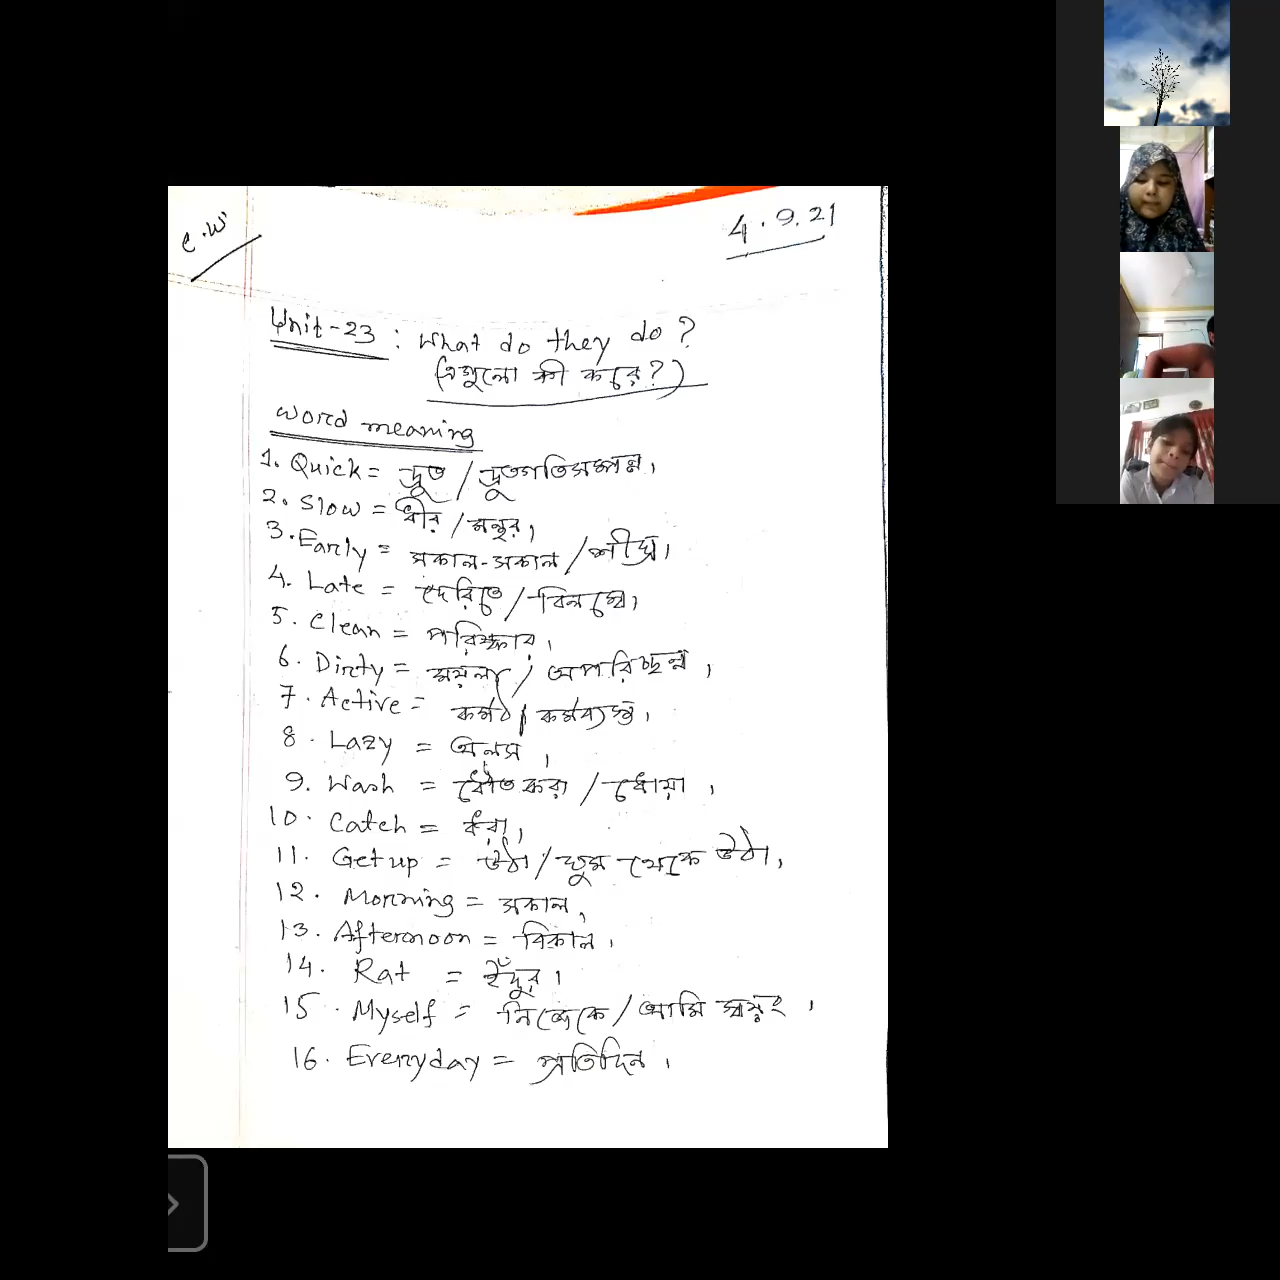 C.W
4.9.21
Unit-23 : What do they do?
(এগুলো কী করে?)
Word meaning
1. Quick = দ্রুত / দ্রুতগতিসম্পন্ন।
2. Slow = ধীর / মন্থর।
3. Early = সকাল-সকাল / শীঘ্র।
4. Late = দেরিতে / বিলম্বে।
5. Clean = পরিষ্কার।
6. Dirty = ময়লা / অপরিচ্ছন্ন।
7. Active = কর্মঠ / কর্মব্যস্ত।
8. Lazy = অলস।
9. Wash = ধৌত করা / ধোয়া।
10. Catch = ধরা।
11. Get up = উঠা / ঘুম থেকে উঠা।
12. Morning = সকাল।
13. Afternoon = বিকাল।
14. Rat = ইঁদুর।
15. Myself = নিজেকে / আমি স্বয়ং।
16. Everyday = প্রতিদিন।